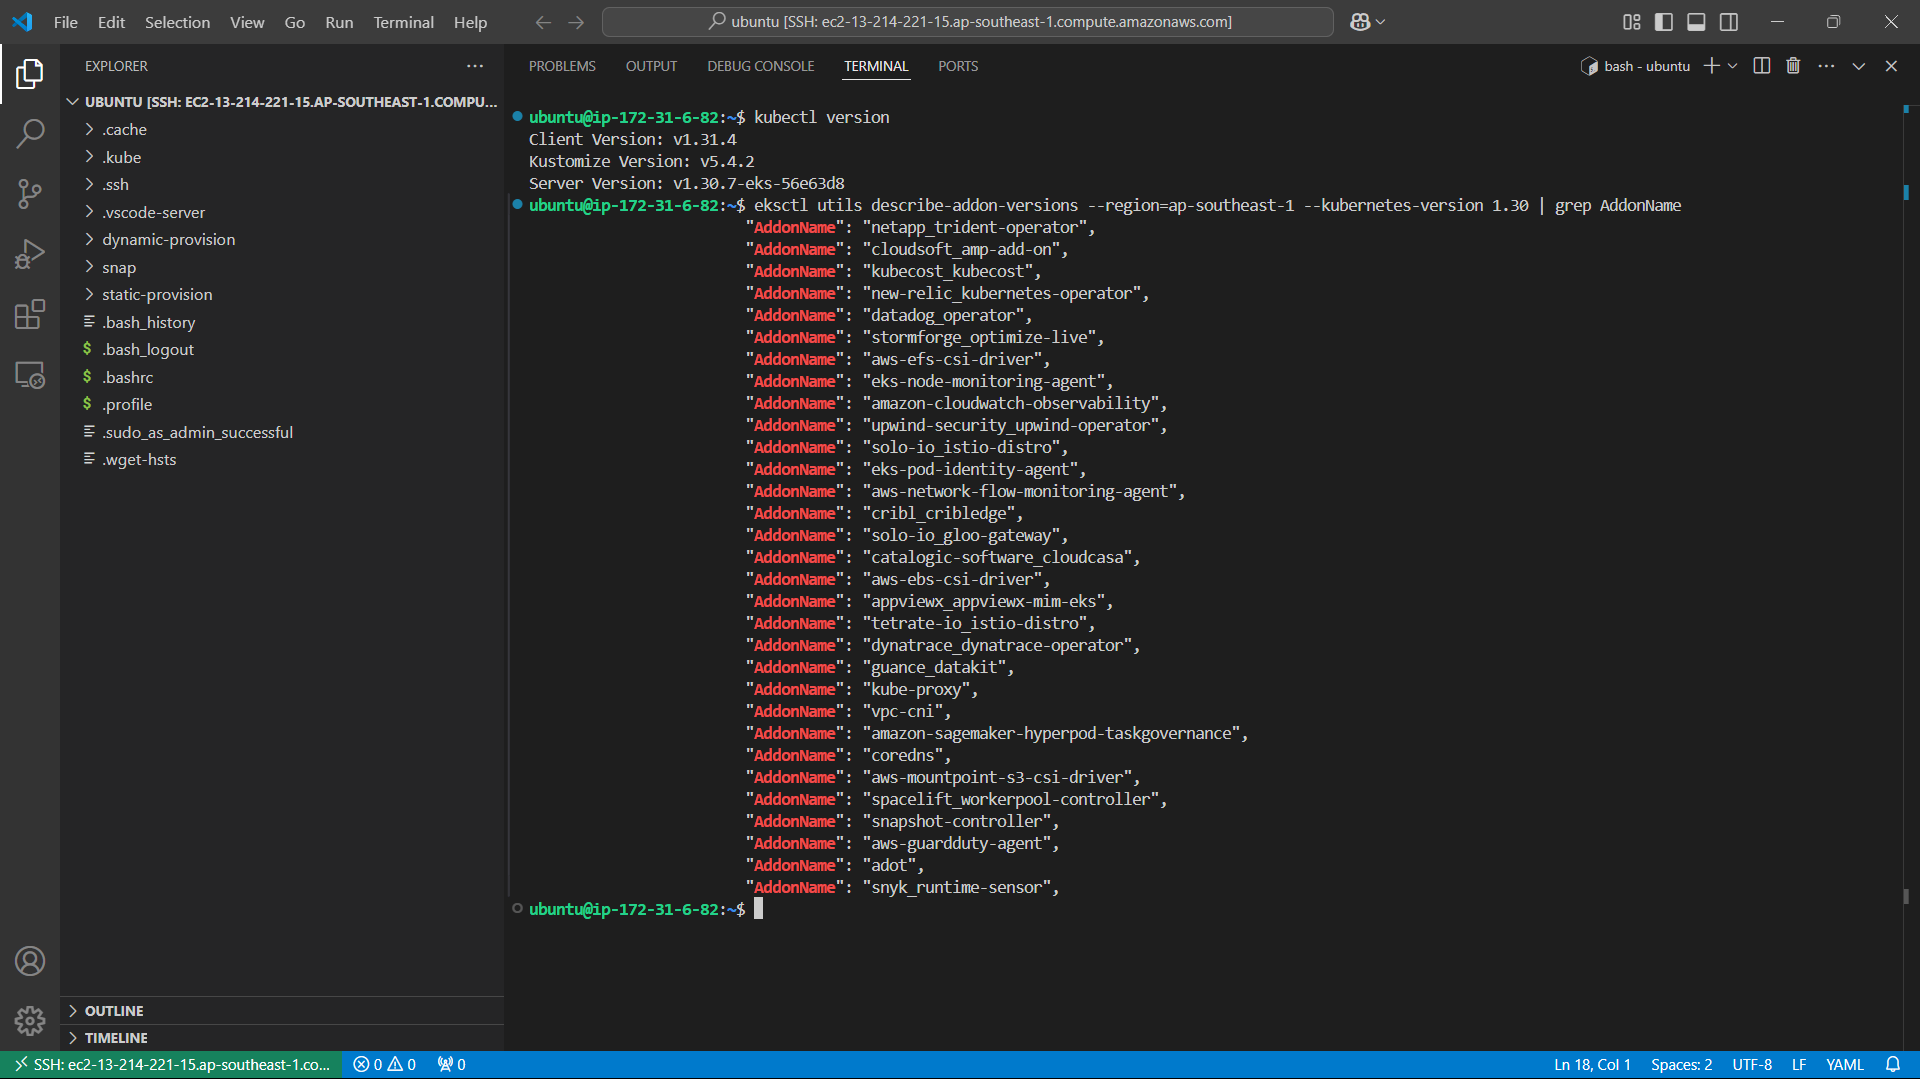 File Edit Selection View Go Run Terminal Help
ubuntu [SSH: ec2-13-214-221-15.ap-southeast-1.compute.amazonaws.com]
EXPLORER
UBUNTU [SSH: EC2-13-214-221-15.AP-SOUTHEAST-1.COMPU...
.cache
.kube
.ssh
.vscode-server
dynamic-provision
snap
static-provision
.bash_history
$ .bash_logout
$ .bashrc
$ .profile
.sudo_as_admin_successful
.wget-hsts
OUTLINE
TIMELINE
PROBLEMS OUTPUT DEBUG CONSOLE TERMINAL PORTS
bash - ubuntu
ubuntu@ip-172-31-6-82:~$ kubectl version
Client Version: v1.31.4
Kustomize Version: v5.4.2
Server Version: v1.30.7-eks-56e63d8
ubuntu@ip-172-31-6-82:~$ eksctl utils describe-addon-versions --region=ap-southeast-1 --kubernetes-version 1.30 | grep AddonName
"AddonName": "netapp_trident-operator",
"AddonName": "cloudsoft_amp-add-on",
"AddonName": "kubecost_kubecost",
"AddonName": "new-relic_kubernetes-operator",
"AddonName": "datadog_operator",
"AddonName": "stormforge_optimize-live",
"AddonName": "aws-efs-csi-driver",
"AddonName": "eks-node-monitoring-agent",
"AddonName": "amazon-cloudwatch-observability",
"AddonName": "upwind-security_upwind-operator",
"AddonName": "solo-io_istio-distro",
"AddonName": "eks-pod-identity-agent",
"AddonName": "aws-network-flow-monitoring-agent",
"AddonName": "cribl_cribledge",
"AddonName": "solo-io_gloo-gateway",
"AddonName": "catalogic-software_cloudcasa",
"AddonName": "aws-ebs-csi-driver",
"AddonName": "appviewx_appviewx-mim-eks",
"AddonName": "tetrate-io_istio-distro",
"AddonName": "dynatrace_dynatrace-operator",
"AddonName": "guance_datakit",
"AddonName": "kube-proxy",
"AddonName": "vpc-cni",
"AddonName": "amazon-sagemaker-hyperpod-taskgovernance",
"AddonName": "coredns",
"AddonName": "aws-mountpoint-s3-csi-driver",
"AddonName": "spacelift_workerpool-controller",
"AddonName": "snapshot-controller",
"AddonName": "aws-guardduty-agent",
"AddonName": "adot",
"AddonName": "snyk_runtime-sensor",
ubuntu@ip-172-31-6-82:~$
SSH: ec2-13-214-221-15.ap-southeast-1.co... 0 0 0 Ln 18, Col 1 Spaces: 2 UTF-8 LF YAML